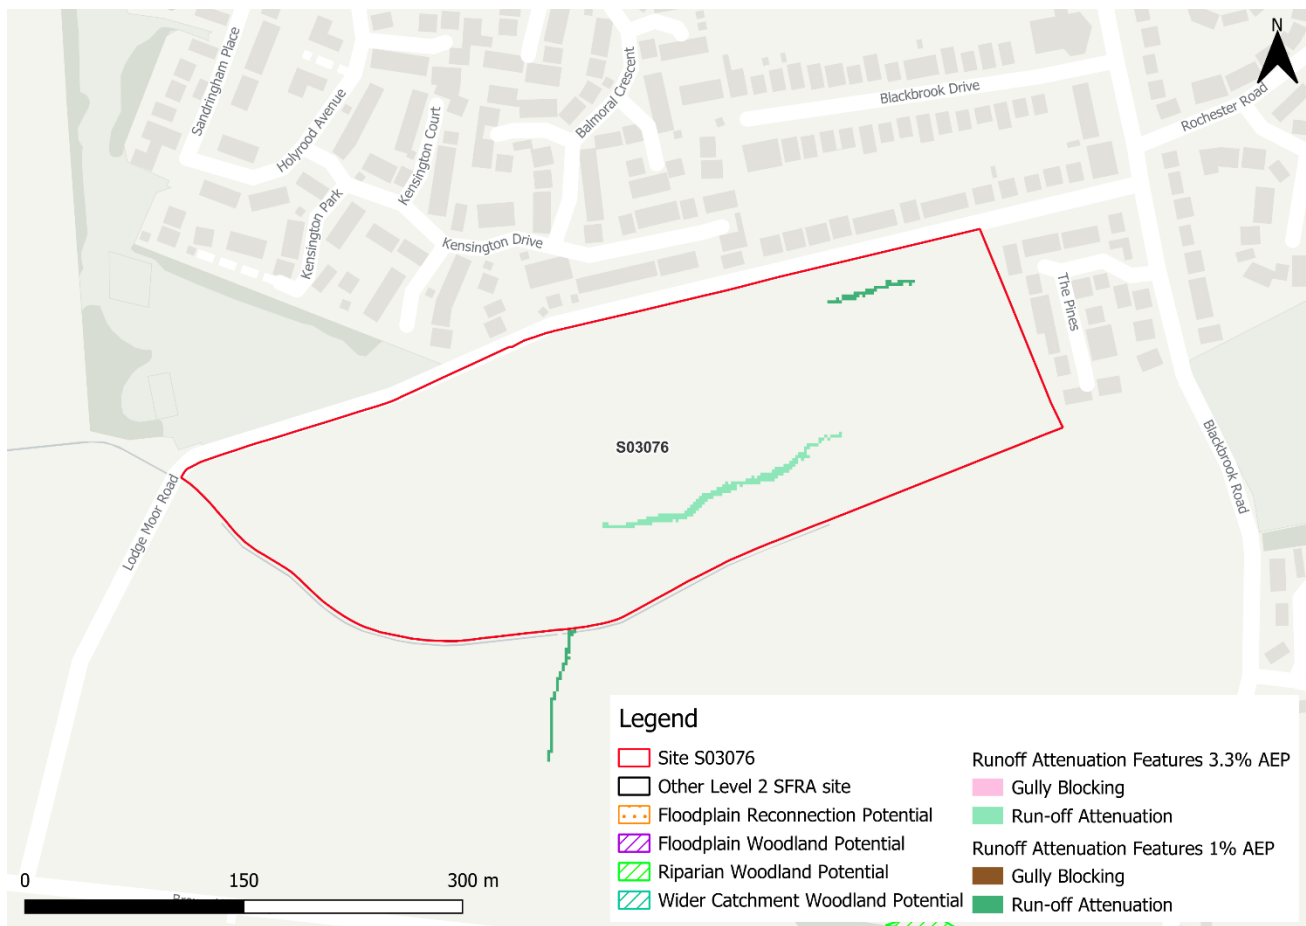 N
Sandringham Place
Holyrood Avenue
Kensington Court
Kensington Park
Balmoral Crescent
Kensington Drive
Blackbrook Drive
Rochester Road
The Pines
Blackbrook Road
Lodge Moor Road
S03076
Legend
Site S03076
Other Level 2 SFRA site
Floodplain Reconnection Potential
Floodplain Woodland Potential
Riparian Woodland Potential
Wider Catchment Woodland Potential
Runoff Attenuation Features 3.3% AEP
Gully Blocking
Run-off Attenuation
Runoff Attenuation Features 1% AEP
Gully Blocking
Run-off Attenuation
0 150 300 m